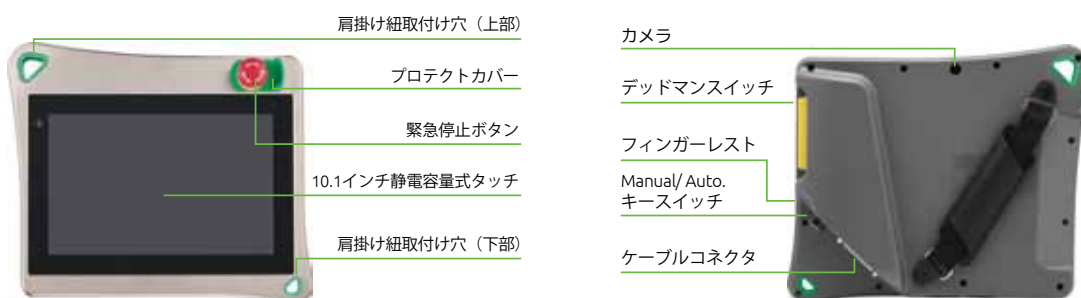 肩掛け紐取付け穴（上部）
プロテクトカバー
緊急停止ボタン
10.1インチ静電容量式タッチ
肩掛け紐取付け穴（下部）
カメラ
デッドマンスイッチ
フィンガーレスト
Manual/ Auto.
キースイッチ
ケーブルコネクタ